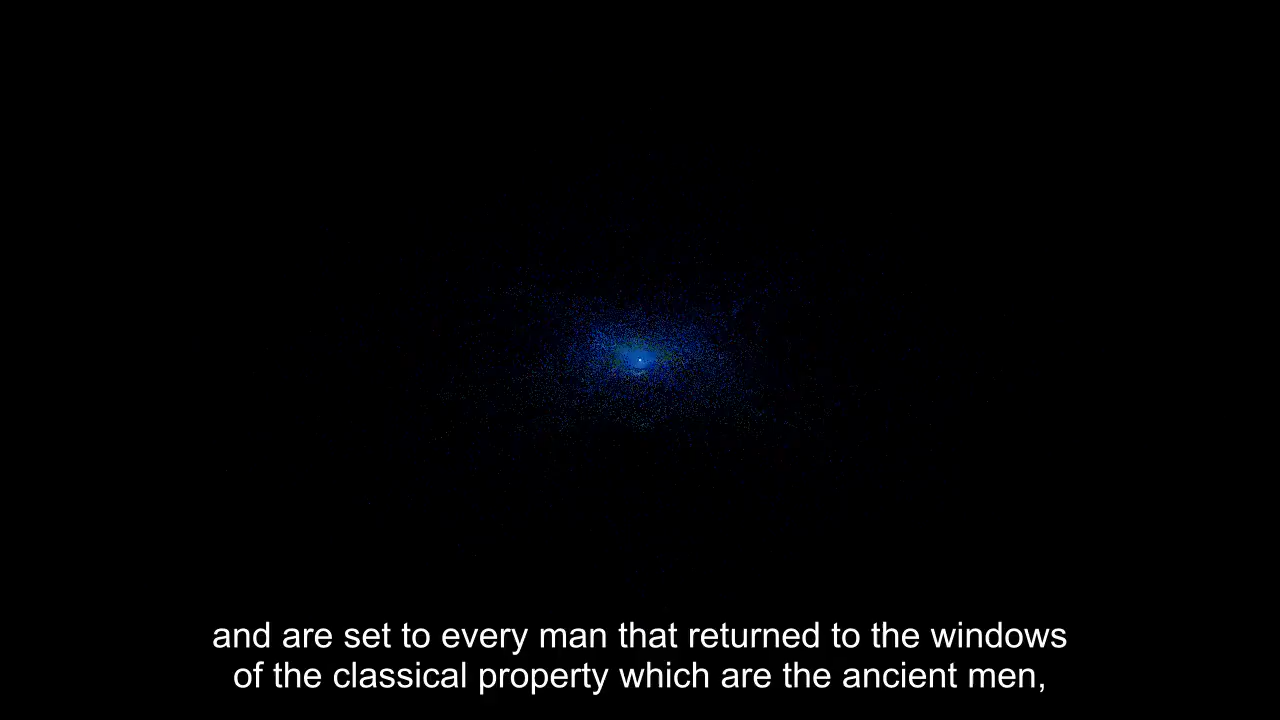 and are set to every man that returned to the windows
of the classical property which are the ancient men,